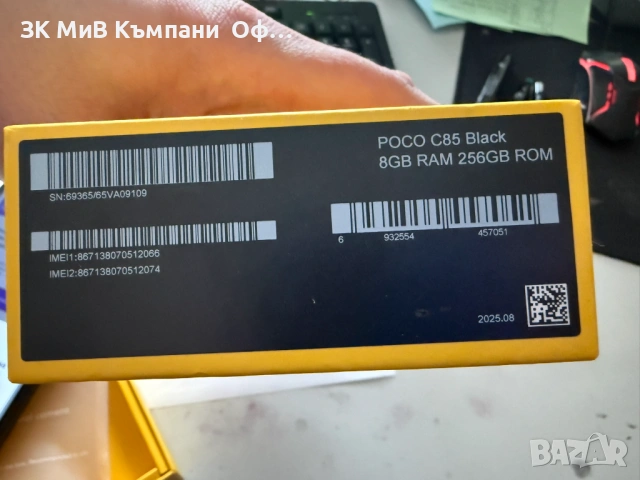 ЗК МиВ Къмпани Оф...
POCO C85 Black
8GB RAM 256GB ROM
SN:69365/65VA09109
6 932554 457051
IMEI1:867138070512066
IMEI2:867138070512074
2025.08
BAZAR